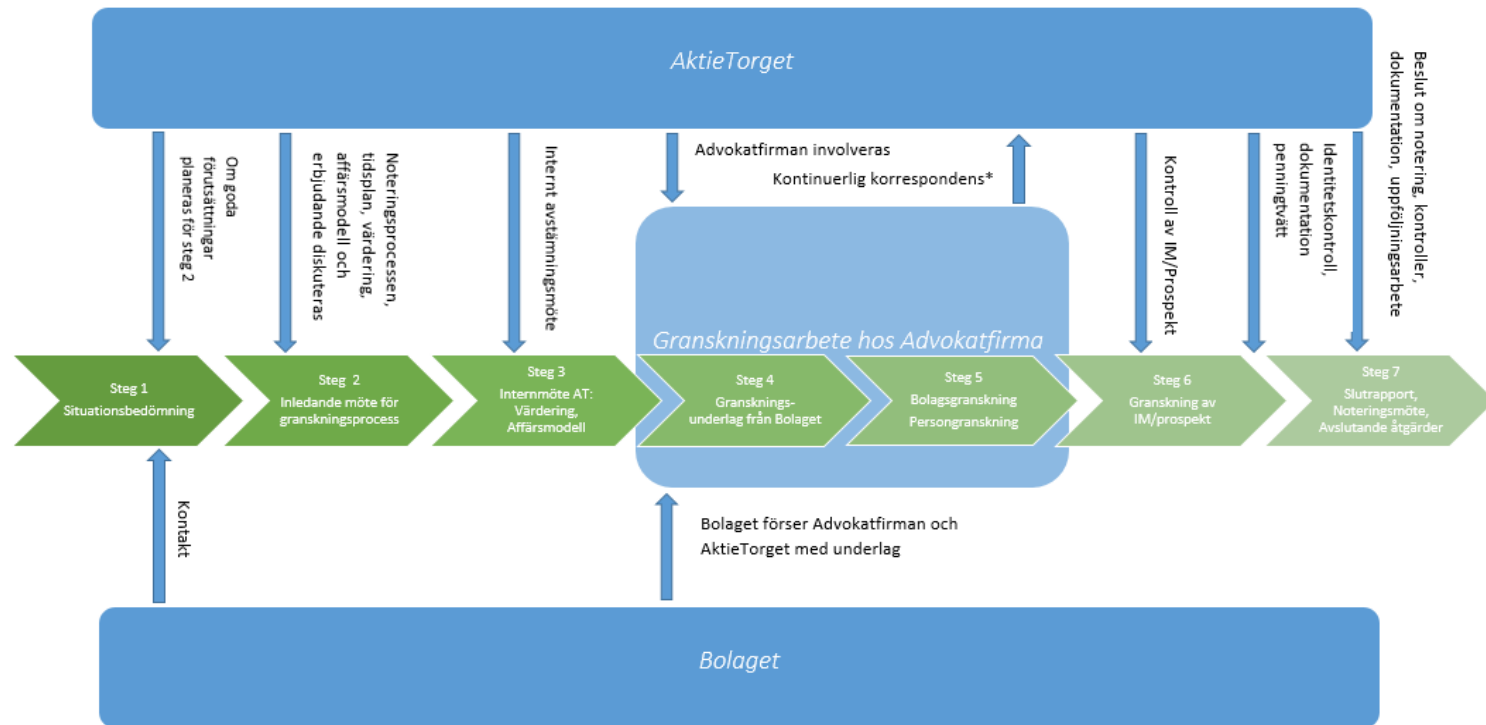 AktieTorget
Om goda
förutsättningar
planeras för steg 2
Noteringsprocessen,
tidsplan, värdering,
affärsmodell och
erbjudande diskuteras
Internt avstämningsmöte
Advokatfirman involveras
Kontinuerlig korrespondens*
Kontroll av IM/Prospekt
Identitetskontroll,
dokumentation
penningtvätt
Beslut om notering, kontroller,
dokumentation, uppföljningsarbete
Granskningsarbete hos Advokatfirma
Steg 1
Situationsbedömning
Steg 2
Inledande möte för
granskningsprocess
Steg 3
Internmöte AT:
Värdering,
Affärsmodell
Steg 4
Gransknings-
underlag från Bolaget
Steg 5
Bolagsgranskning
Persongranskning
Steg 6
Granskning av
IM/prospekt
Steg 7
Slutrapport,
Noteringsmöte,
Avslutande åtgärder
Kontakt
Bolaget förser Advokatfirman och
AktieTorget med underlag
Bolaget